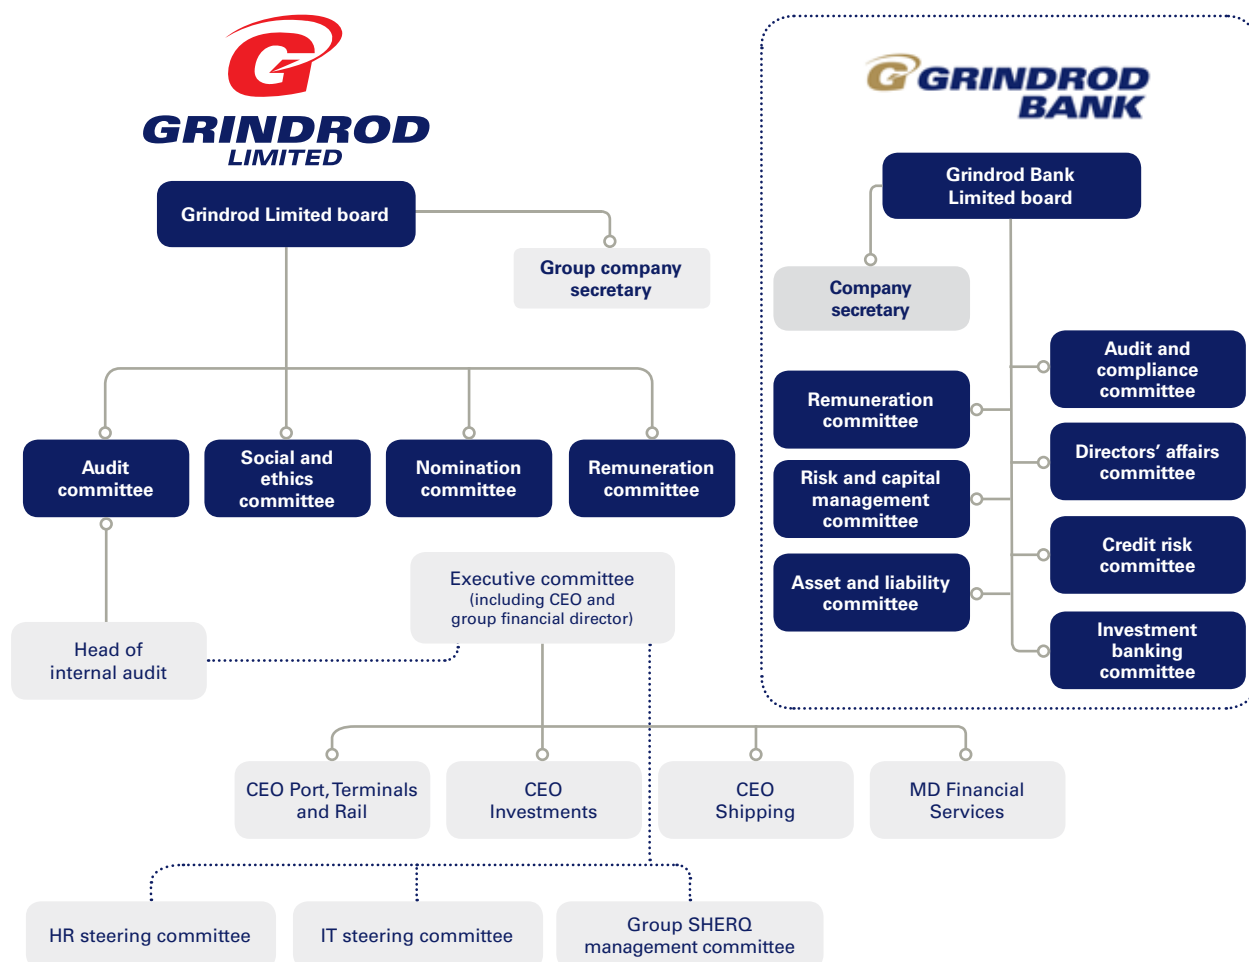 GRINDROD
LIMITED
Grindrod Limited board
Group company
secretary
Audit
committee
Social and
ethics
committee
Nomination
committee
Remuneration
committee
Executive committee
(including CEO and
group financial director)
Head of
internal audit
CEO Port, Terminals
and Rail
CEO
Investments
CEO
Shipping
MD Financial
Services
HR steering committee
IT steering committee
Group SHERQ
management committee
GRINDROD
BANK
Grindrod Bank
Limited board
Company
secretary
Remuneration
committee
Risk and capital
management
committee
Asset and liability
committee
Audit and
compliance
committee
Directors’ affairs
committee
Credit risk
committee
Investment
banking
committee